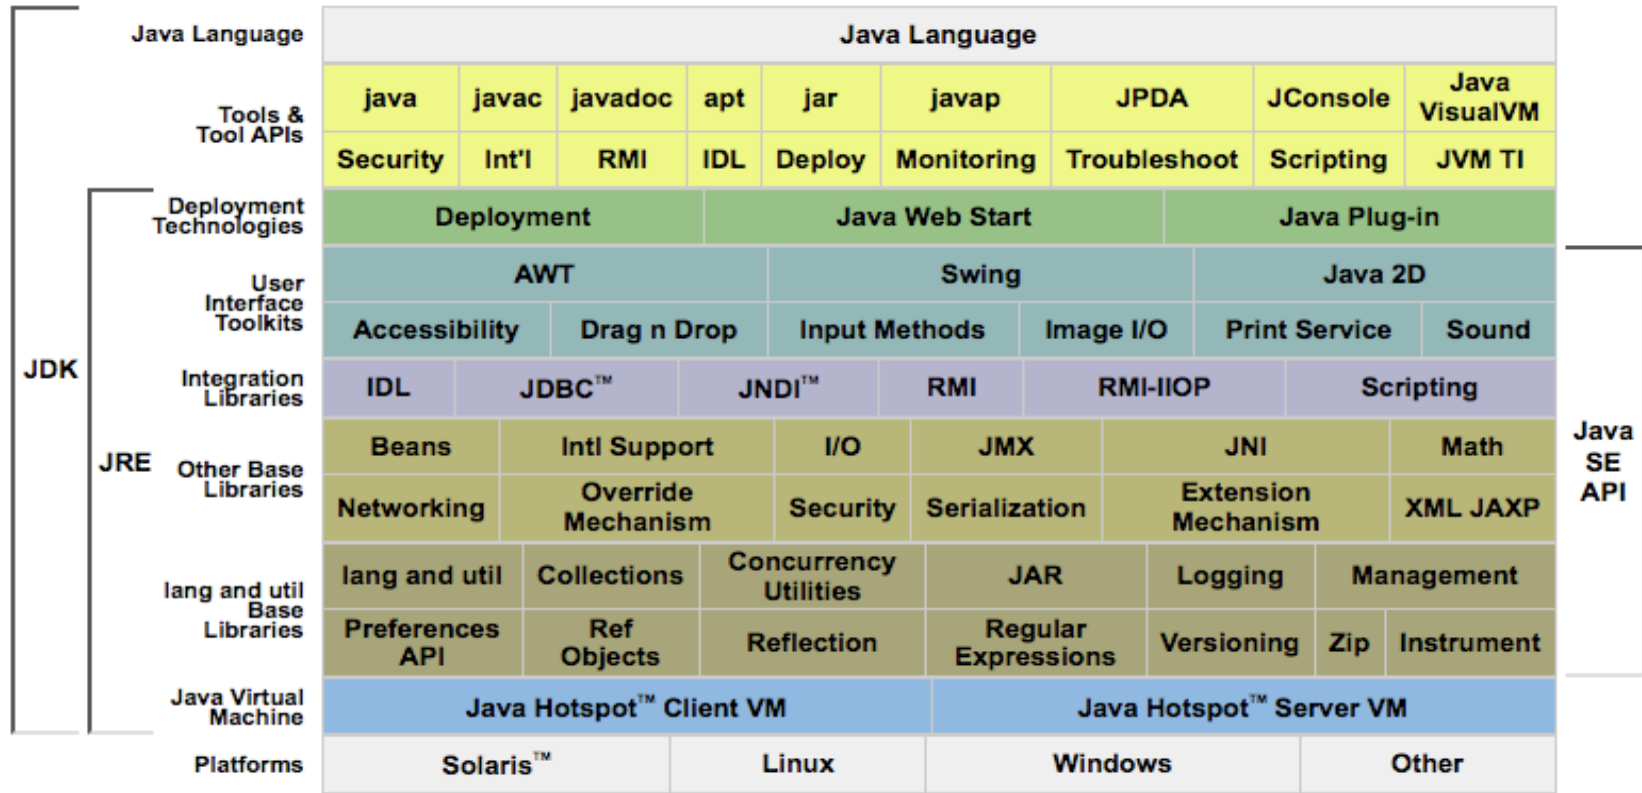 Java Language
Java Language
Tools &
Tool APIs
java javac javadoc apt jar javap JPDA JConsole Java
VisualVM
Security Int'l RMI IDL Deploy Monitoring Troubleshoot Scripting JVM TI
Deployment
Technologies
Deployment Java Web Start Java Plug-in
User
Interface
Toolkits
AWT Swing Java 2D
Accessibility Drag n Drop Input Methods Image I/O Print Service Sound
JDK
Integration
Libraries
IDL JDBC™ JNDI™ RMI RMI-IIOP Scripting
JRE
Other Base
Libraries
Beans Intl Support I/O JMX JNI Math
Networking Override
Mechanism Security Serialization Extension
Mechanism XML JAXP
Java
SE
API
lang and util
Base
Libraries
lang and util Collections Concurrency
Utilities JAR Logging Management
Preferences
API Ref
Objects Reflection Regular
Expressions Versioning Zip Instrument
Java Virtual
Machine
Java Hotspot™ Client VM Java Hotspot™ Server VM
Platforms
Solaris™ Linux Windows Other